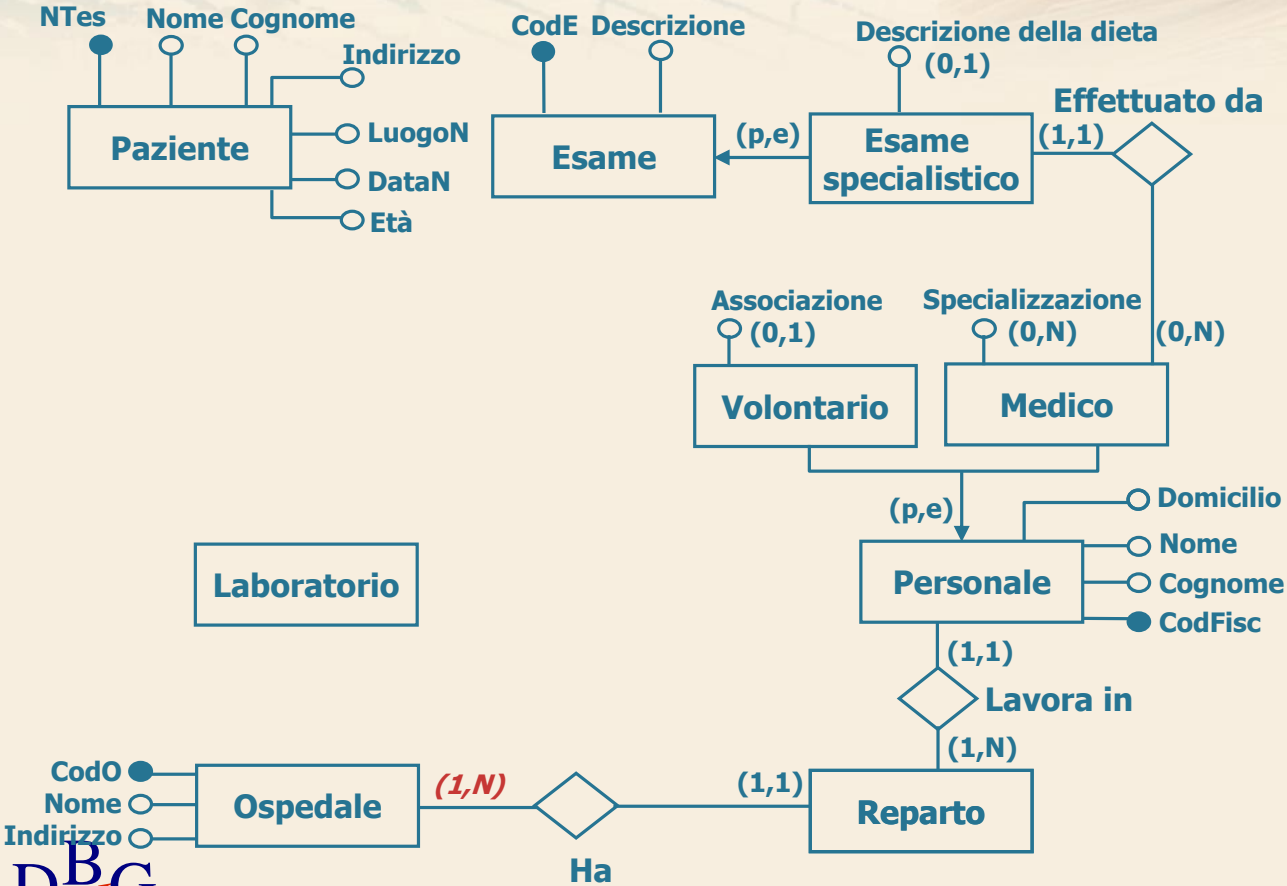 NTes
Nome Cognome
Indirizzo
Paziente
LuogoN
DataN
Età
CodE Descrizione
Esame
(p,e)
Descrizione della dieta
(0,1)
Esame
specialistico
Effettuato da
(1,1)
(0,N)
Associazione
(0,1)
Volontario
Specializzazione
(0,N)
Medico
(p,e)
Personale
Domicilio
Nome
Cognome
CodFisc
(1,1)
Lavora in
(1,N)
Laboratorio
CodO
Nome
Indirizzo
Ospedale
(1,N)
Ha
(1,1)
Reparto
DBG